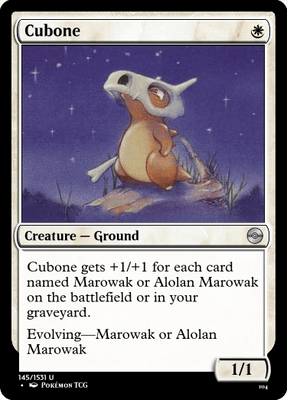 Cubone
Creature — Ground
Cubone gets +1/+1 for each card
named Marowak or Alolan Marowak
on the battlefield or in your
graveyard.
Evolving—Marowak or Alolan
Marowak
1/1
145/1531 U
104
• Pokémon TCG